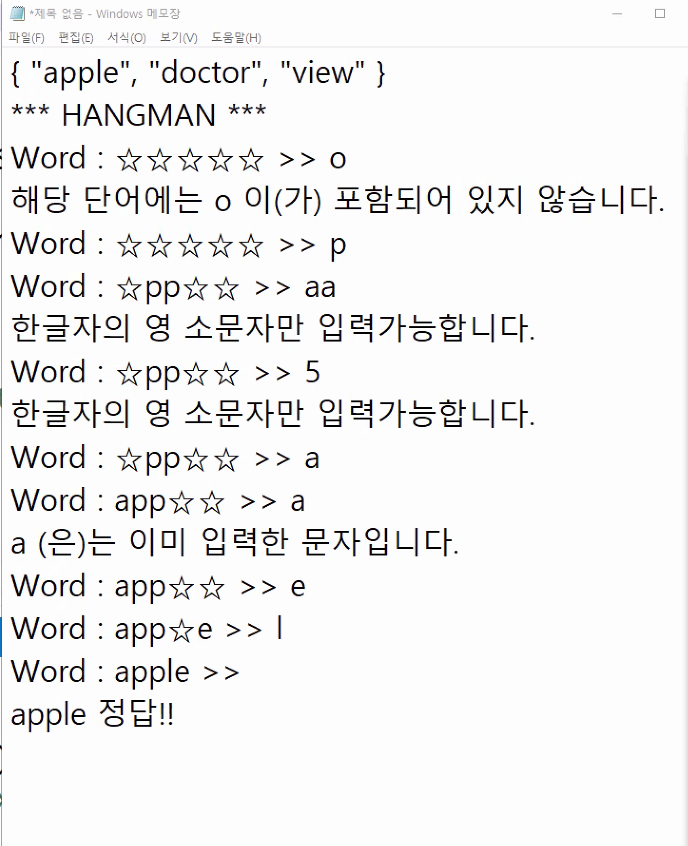 *제목 없음 - Windows 메모장
파일(F) 편집(E) 서식(O) 보기(V) 도움말(H)
{ "apple", "doctor", "view" }
*** HANGMAN ***
Word : ☆☆☆☆☆ >> o
해당 단어에는 o 이(가) 포함되어 있지 않습니다.
Word : ☆☆☆☆☆ >> p
Word : ☆pp☆☆ >> aa
한글자의 영 소문자만 입력가능합니다.
Word : ☆pp☆☆ >> 5
한글자의 영 소문자만 입력가능합니다.
Word : ☆pp☆☆ >> a
Word : app☆☆ >> a
a (은)는 이미 입력한 문자입니다.
Word : app☆☆ >> e
Word : app☆e >> l
Word : apple >>
apple 정답!!